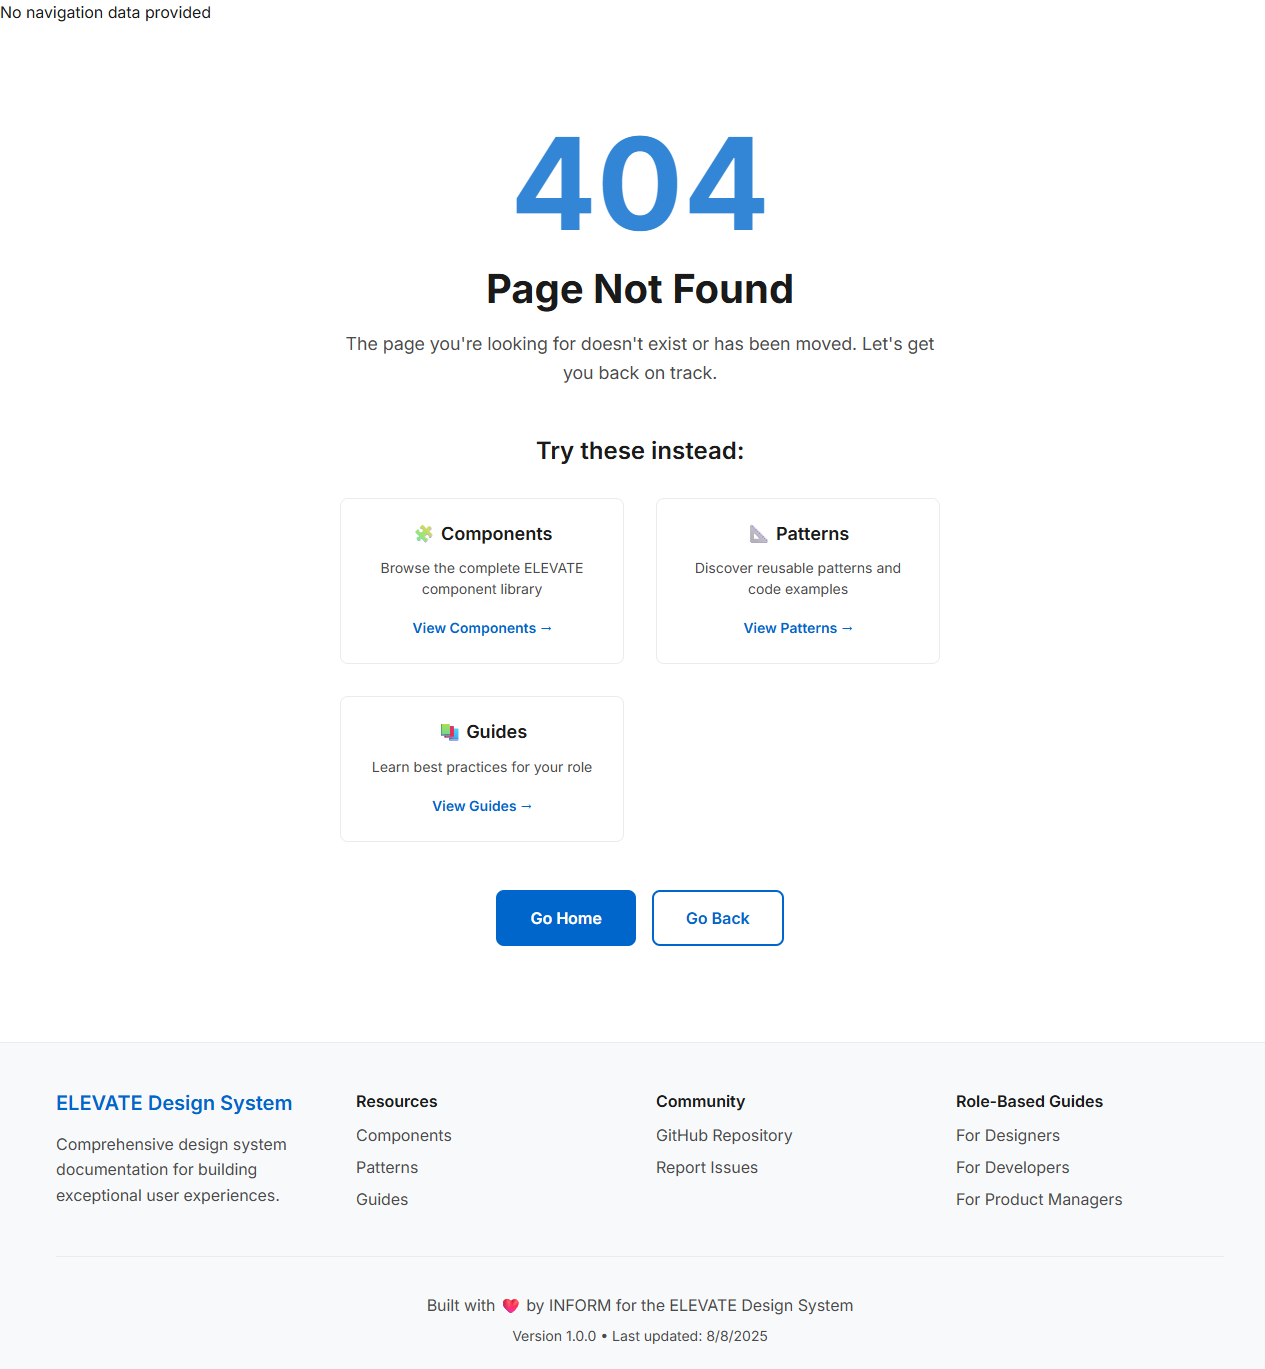 No navigation data provided
404
Page Not Found
The page you're looking for doesn't exist or has been moved. Let's get
you back on track.
Try these instead:
🧩 Components
Browse the complete ELEVATE
component library
View Components →
📐 Patterns
Discover reusable patterns and
code examples
View Patterns →
📚 Guides
Learn best practices for your role
View Guides →
Go Home
Go Back
ELEVATE Design System
Comprehensive design system
documentation for building
exceptional user experiences.
Resources
Components
Patterns
Guides
Community
GitHub Repository
Report Issues
Role-Based Guides
For Designers
For Developers
For Product Managers
Built with ❤️ by INFORM for the ELEVATE Design System
Version 1.0.0 • Last updated: 8/8/2025